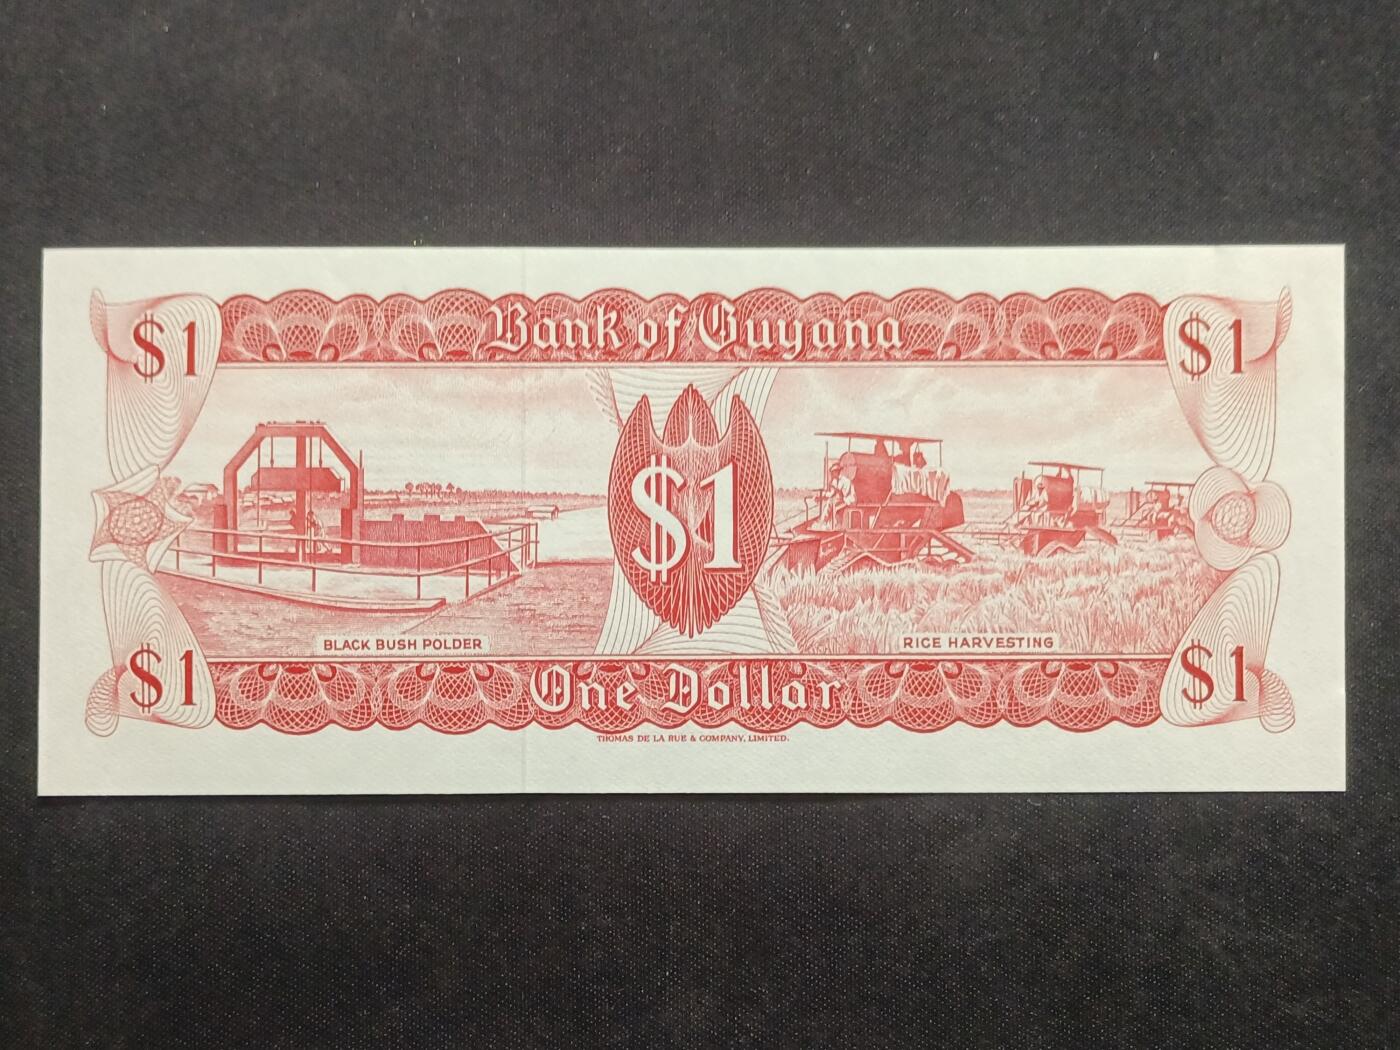 Bank of Guyana
$1
$1
$1
BLACK BUSH POLDER
RICE HARVESTING
$1
$1
One Dollar
THOMAS DE LA RUE & COMPANY, LIMITED.